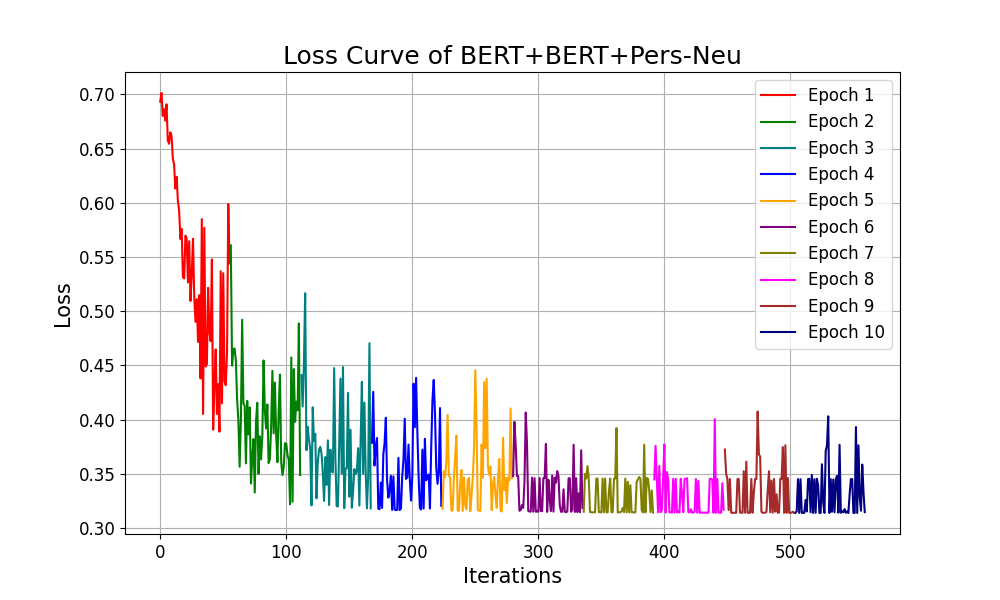 Loss Curve of BERT+BERT+Pers-Neu
Loss
0.70
0.65
0.60
0.55
0.50
0.45
0.40
0.35
0.30
Epoch 1
Epoch 2
Epoch 3
Epoch 4
Epoch 5
Epoch 6
Epoch 7
Epoch 8
Epoch 9
Epoch 10
0 100 200 300 400 500
Iterations